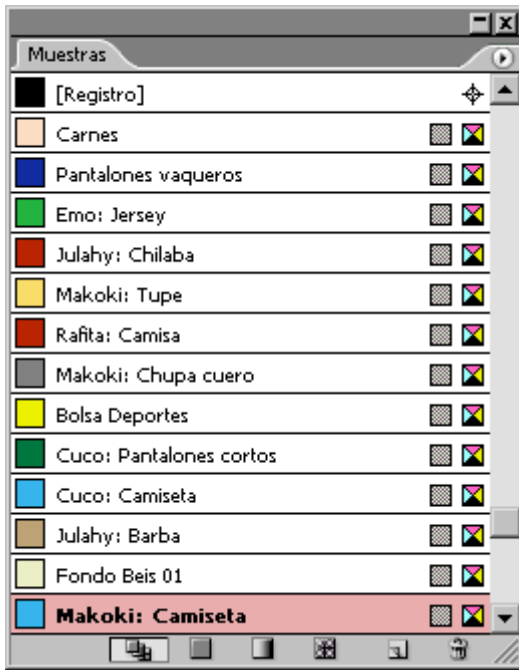 Muestras
[Registro]
Carnes
Pantalones vaqueros
Emo: Jersey
Julahy: Chilaba
Makoki: Tupe
Rafita: Camisa
Makoki: Chupa cuero
Bolsa Deportes
Cuco: Pantalones cortos
Cuco: Camiseta
Julahy: Barba
Fondo Beis 01
Makoki: Camiseta